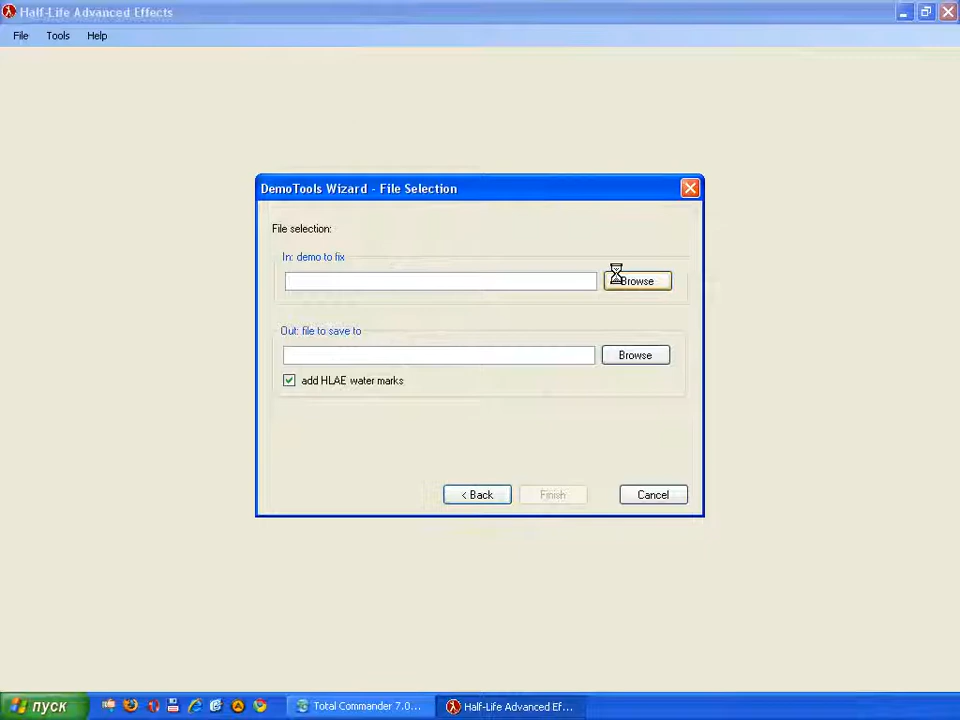 Half-Life Advanced Effects
File Tools Help
DemoTools Wizard - File Selection
File selection:
In: demo to fix
Browse
Out: file to save to
Browse
add HLAE water marks
< Back Finish Cancel
пуск Total Commander 7.0... Half-Life Advanced Ef...